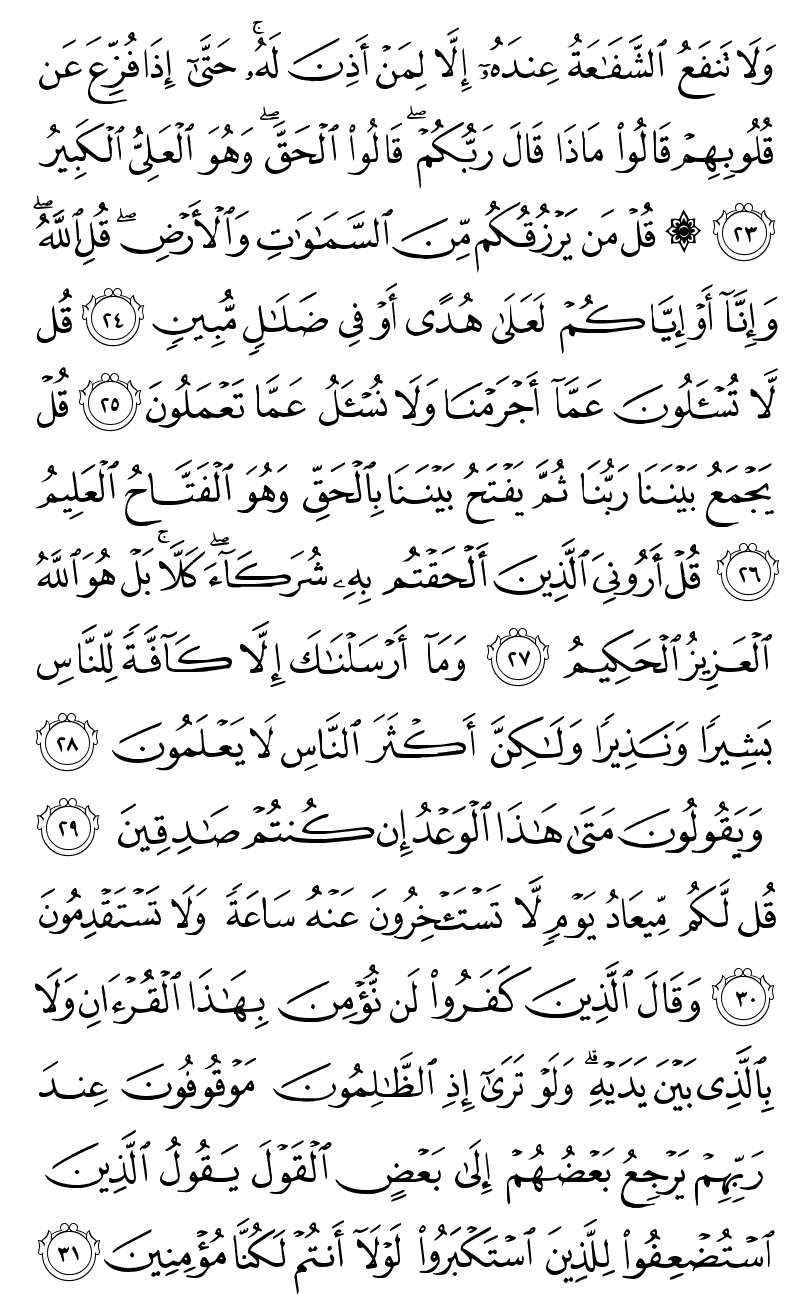 وَلَا تَنفَعُ ٱلشَّفَٰعَةُ عِندَهُۥٓ إِلَّا لِمَنۡ أَذِنَ لَهُۥۚ حَتَّىٰٓ إِذَا فُزِّعَ عَن
قُلُوبِهِمۡ قَالُواْ مَاذَا قَالَ رَبُّكُمۡۖ قَالُواْ ٱلۡحَقَّۖ وَهُوَ ٱلۡعَلِيُّ ٱلۡكَبِيرُ
٢٣ ۞ قُلۡ مَن يَرۡزُقُكُم مِّنَ ٱلسَّمَٰوَٰتِ وَٱلۡأَرۡضِۖ قُلِ ٱللَّهُۖ
وَإِنَّآ أَوۡ إِيَّاكُمۡ لَعَلَىٰ هُدًى أَوۡ فِي ضَلَٰلٖ مُّبِينٖ ٢٤ قُل
لَّا تُسۡـَٔلُونَ عَمَّآ أَجۡرَمۡنَا وَلَا نُسۡـَٔلُ عَمَّا تَعۡمَلُونَ ٢٥ قُلۡ
يَجۡمَعُ بَيۡنَنَا رَبُّنَا ثُمَّ يَفۡتَحُ بَيۡنَنَا بِٱلۡحَقِّ وَهُوَ ٱلۡفَتَّاحُ ٱلۡعَلِيمُ
٢٦ قُلۡ أَرُونِيَ ٱلَّذِينَ أَلۡحَقۡتُم بِهِۦ شُرَكَآءَۖ كَلَّاۚ بَلۡ هُوَ ٱللَّهُ
ٱلۡعَزِيزُ ٱلۡحَكِيمُ ٢٧ وَمَآ أَرۡسَلۡنَٰكَ إِلَّا كَآفَّةٗ لِّلنَّاسِ
بَشِيرٗا وَنَذِيرٗا وَلَٰكِنَّ أَكۡثَرَ ٱلنَّاسِ لَا يَعۡلَمُونَ ٢٨
وَيَقُولُونَ مَتَىٰ هَٰذَا ٱلۡوَعۡدُ إِن كُنتُمۡ صَٰدِقِينَ ٢٩
قُل لَّكُم مِّيعَادُ يَوۡمٖ لَّا تَسۡتَـٔۡخِرُونَ عَنۡهُ سَاعَةٗ وَلَا تَسۡتَقۡدِمُونَ
٣٠ وَقَالَ ٱلَّذِينَ كَفَرُواْ لَن نُّؤۡمِنَ بِهَٰذَا ٱلۡقُرۡءَانِ وَلَا
بِٱلَّذِي بَيۡنَ يَدَيۡهِۗ وَلَوۡ تَرَىٰٓ إِذِ ٱلظَّٰلِمُونَ مَوۡقُوفُونَ عِندَ
رَبِّهِمۡ يَرۡجِعُ بَعۡضُهُمۡ إِلَىٰ بَعۡضٍ ٱلۡقَوۡلَ يَقُولُ ٱلَّذِينَ
ٱسۡتُضۡعِفُواْ لِلَّذِينَ ٱسۡتَكۡبَرُواْ لَوۡلَآ أَنتُمۡ لَكُنَّا مُؤۡمِنِينَ ٣١